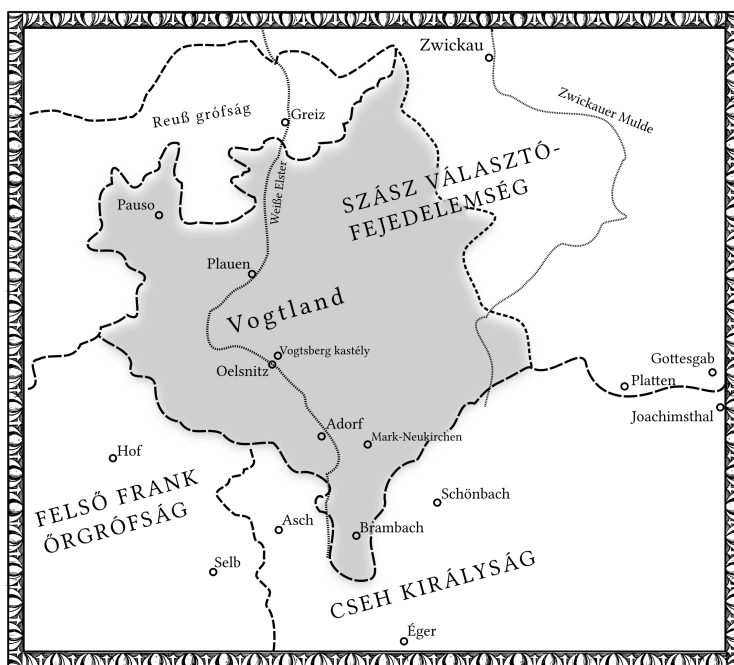 Zwickau
Zwickauer Mulde
Reuß grófság
Greiz
Weiße Elster
SZÁSZ VÁLASZTÓ-
FEJEDELEMSÉG
Pauso
Plauen
Vogtland
Vogtsberg kastély
Oelsnitz
Gottesgab
Platten
Joachimsthal
Adorf
Mark-Neukirchen
Hof
FELSŐ FRANK
ŐRGRÓFSÁG
Schönbach
Asch
Brambach
Selb
CSEH KIRÁLYSÁG
Éger